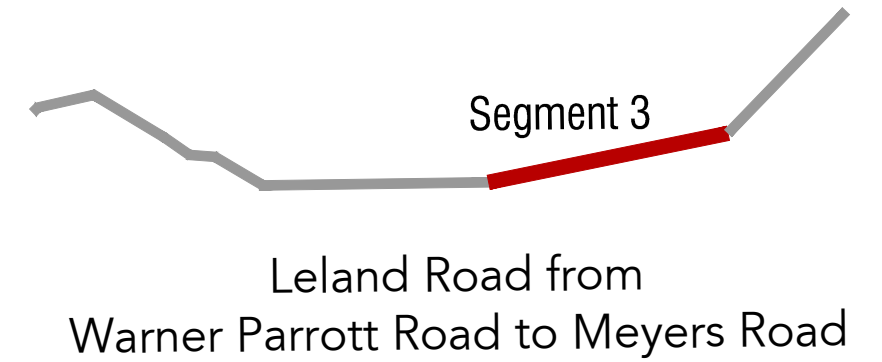 Segment 3
Leland Road from
Warner Parrott Road to Meyers Road